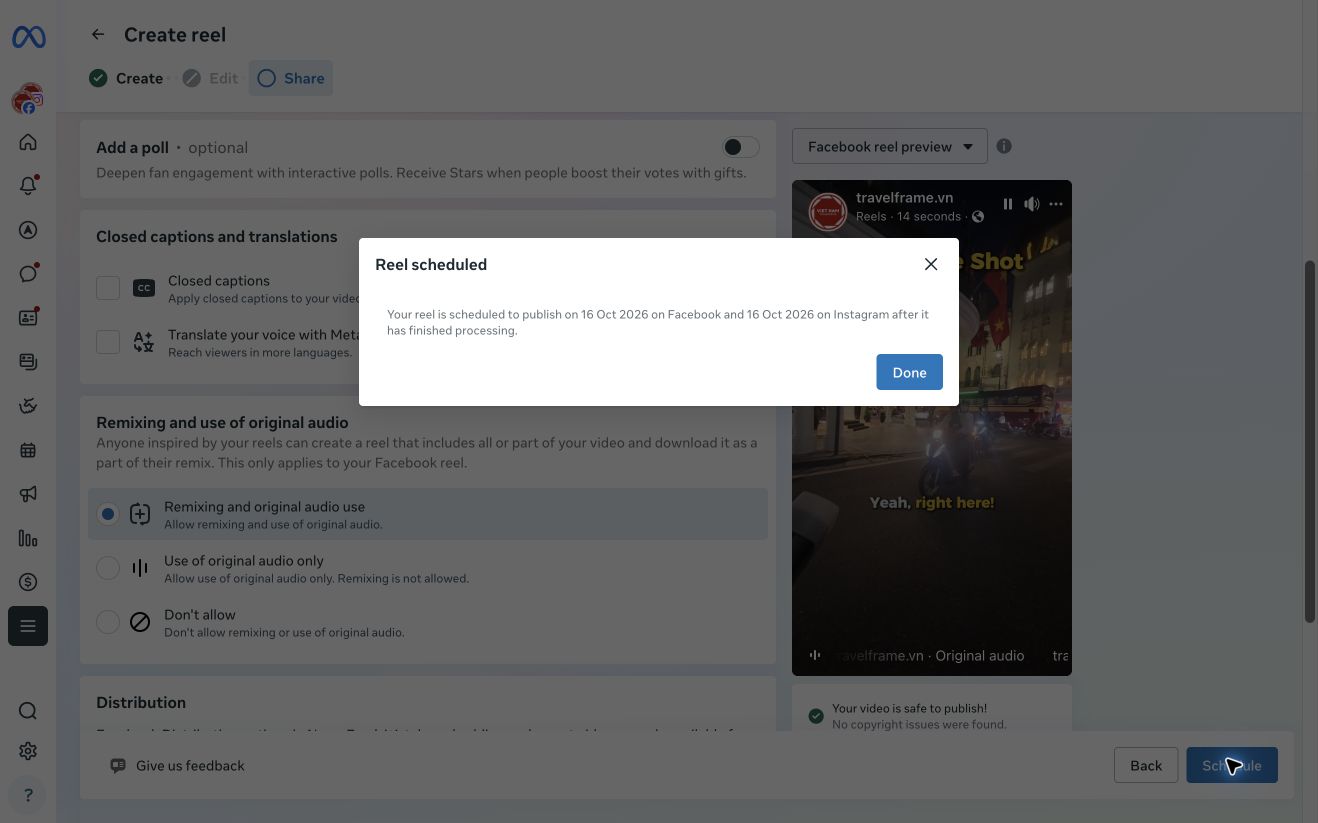 Create reel
Create
Edit
Share
Add a poll • optional
Deepen fan engagement with interactive polls. Receive Stars when people boost their votes with gifts.
Closed captions and translations
CC
Closed captions
Apply closed captions to your video
Translate your voice with Meta
Reach viewers in more languages.
Remixing and use of original audio
Anyone inspired by your reels can create a reel that includes all or part of your video and download it as a
part of their remix. This only applies to your Facebook reel.
Remixing and original audio use
Allow remixing and use of original audio.
Use of original audio only
Allow use of original audio only. Remixing is not allowed.
Don't allow
Don't allow remixing or use of original audio.
Distribution
Give us feedback
Back
Schedule
Facebook reel preview
travelframe.vn
Reels · 14 seconds ·
VIET NAM
Shot
Yeah, right here!
ravelframe.vn · Original audio
tra
Your video is safe to publish!
No copyright issues were found.
Reel scheduled
Your reel is scheduled to publish on 16 Oct 2026 on Facebook and 16 Oct 2026 on Instagram after it
has finished processing.
Done
?